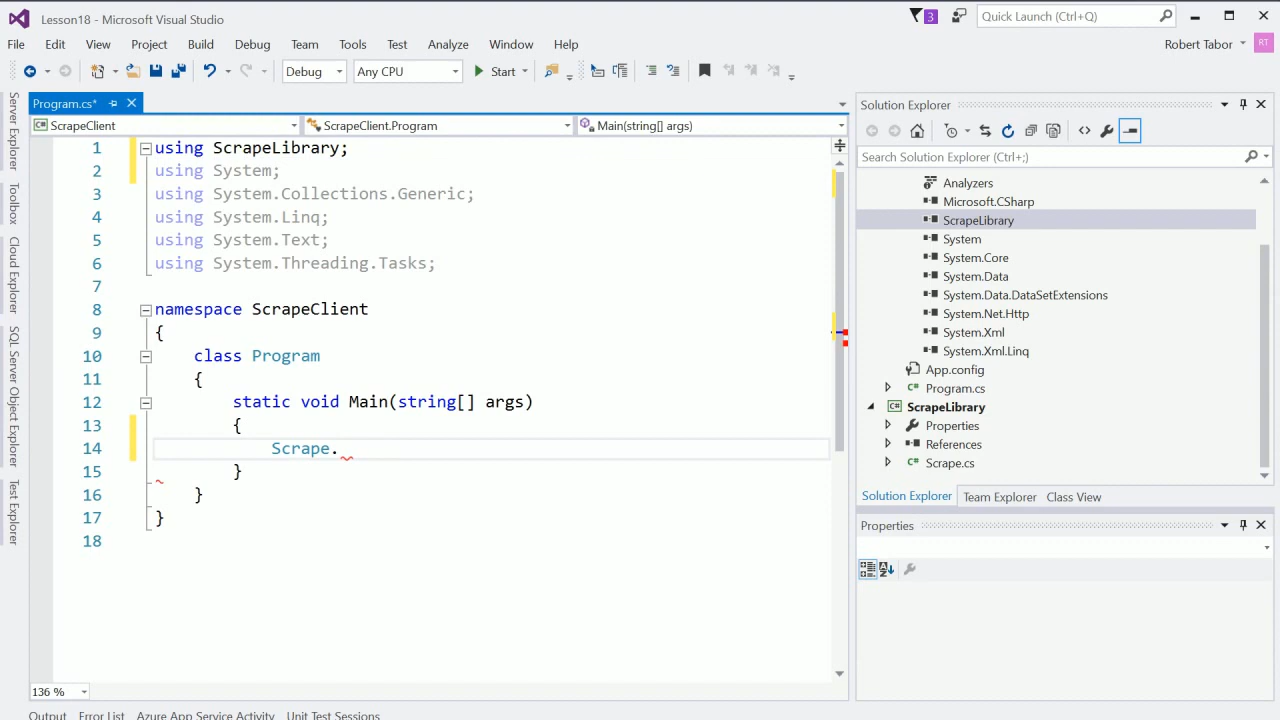 Lesson18 - Microsoft Visual Studio
3
Quick Launch (Ctrl+Q)
File Edit View Project Build Debug Team Tools Test Analyze Window Help
Robert Tabor RT
Debug Any CPU Start
Server Explorer
Toolbox
Cloud Explorer
SQL Server Object Explorer
Test Explorer
Program.cs*
ScrapeClient ScrapeClient.Program Main(string[] args)
1 using ScrapeLibrary;
2 using System;
3 using System.Collections.Generic;
4 using System.Linq;
5 using System.Text;
6 using System.Threading.Tasks;
7
8 namespace ScrapeClient
9 {
10 class Program
11 {
12 static void Main(string[] args)
13 {
14 Scrape.
15 }
16 }
17 }
18
136 %
Solution Explorer
Search Solution Explorer (Ctrl+;)
Analyzers
Microsoft.CSharp
ScrapeLibrary
System
System.Core
System.Data
System.Data.DataSetExtensions
System.Net.Http
System.Xml
System.Xml.Linq
App.config
C# Program.cs
C# ScrapeLibrary
Properties
References
C# Scrape.cs
Solution Explorer Team Explorer Class View
Properties
Output Error List Azure App Service Activity Unit Test Sessions